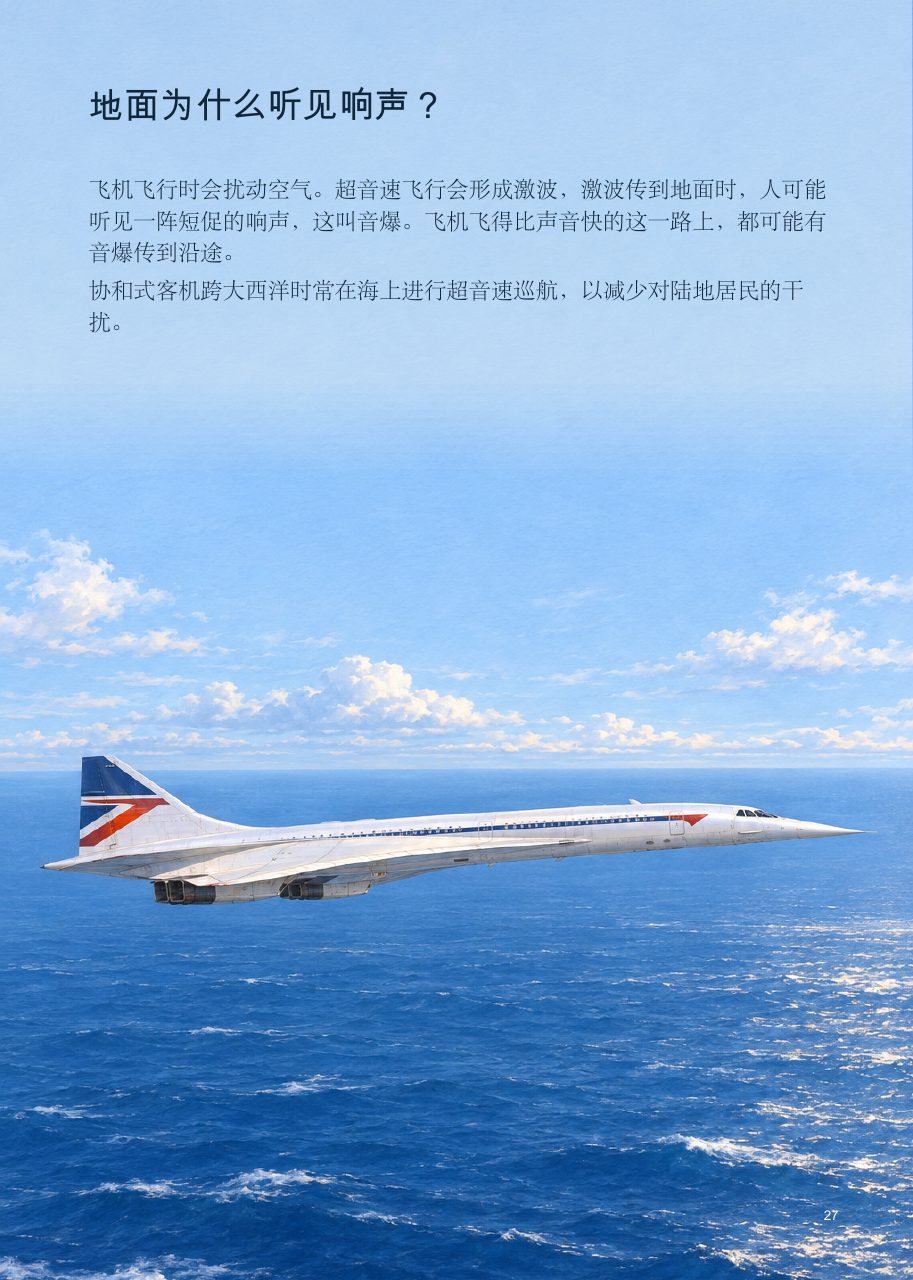 地面为什么听见响声？
飞机飞行时会扰动空气。超音速飞行会形成激波，激波传到地面时，人可能
听见一阵短促的响声，这叫音爆。飞机飞得比声音快的这一路上，都可能有
音爆传到沿途。
协和式客机跨大西洋时常在海上进行超音速巡航，以减少对陆地居民的干
扰。
27